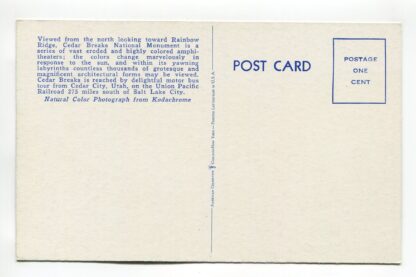 Viewed from the north looking toward Rainbow
Ridge, Cedar Breaks National Monument is a
series of vast eroded and highly colored amphi-
theaters; the colors change marvelously in
response to the sun, and within its yawning
labyrinths countless thousands of grotesque and
magnificent architectural forms may be viewed.
Cedar Breaks is reached by delightful motor bus
tour from Cedar City, Utah, on the Union Pacific
Railroad 275 miles south of Salt Lake City.
Natural Color Photograph from Kodachrome
POST CARD
POSTAGE
ONE
CENT